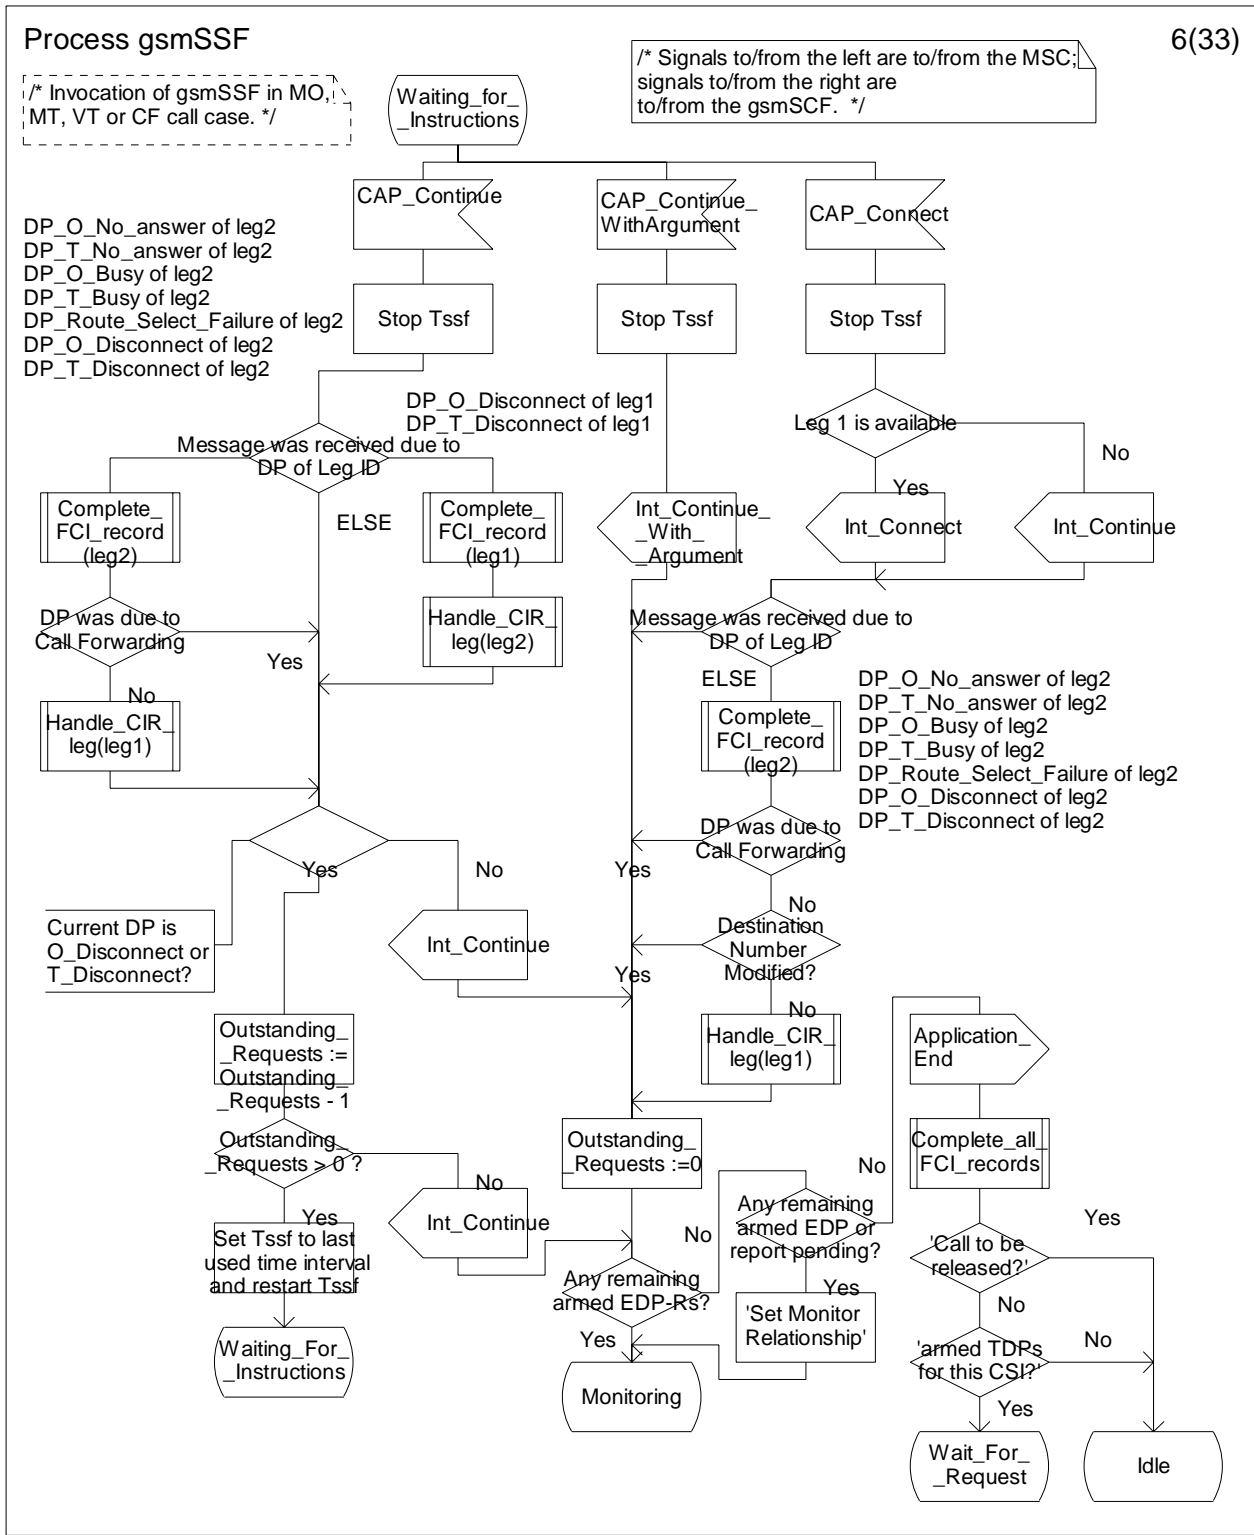 Process gsmSSF
6(33)
/* Invocation of gsmSSF in MO,
MT, VT or CF call case. */
Waiting_for_
_Instructions
/* Signals to/from the left are to/from the MSC;
signals to/from the right are
to/from the gsmSCF.  */
CAP_Continue
CAP_Continue_
WithArgument
CAP_Connect
DP_O_No_answer of leg2
DP_T_No_answer of leg2
DP_O_Busy of leg2
DP_T_Busy of leg2
DP_Route_Select_Failure of leg2
DP_O_Disconnect of leg2
DP_T_Disconnect of leg2
Stop Tssf
Stop Tssf
Stop Tssf
DP_O_Disconnect of leg1
DP_T_Disconnect of leg1
Leg 1 is available
Message was received due to
DP of Leg ID
No
Yes
Complete_
_FCI_record
(leg2)
ELSE
Complete_
_FCI_record
(leg1)
Int_Continue_
_With_
_Argument
Int_Connect
Int_Continue
DP was due to
Call Forwarding
Yes
Handle_CIR_
leg(leg2)
Message was received due to
DP of Leg ID
No
Handle_CIR_
leg(leg1)
ELSE
Complete_
_FCI_record
(leg2)
DP_O_No_answer of leg2
DP_T_No_answer of leg2
DP_O_Busy of leg2
DP_T_Busy of leg2
DP_Route_Select_Failure of leg2
DP_O_Disconnect of leg2
DP_T_Disconnect of leg2
DP was due to
Call Forwarding
Yes
No
Yes
No
Current DP is
O_Disconnect or
T_Disconnect?
Int_Continue
Destination
Number
Modified?
Yes
No
Outstanding_
_Requests :=
Outstanding_
_Requests - 1
Handle_CIR_
leg(leg1)
Application_
End
Outstanding_
_Requests > 0 ?
No
Yes
Outstanding_
_Requests :=0
No
Complete_all_
_FCI_records
Set Tssf to last
used time interval
and restart Tssf
Int_Continue
No
Any remaining
armed EDP or
report pending?
Yes
Yes
'Call to be
released?'
No
Any remaining
armed EDP-Rs?
Yes
'Set Monitor
Relationship'
Waiting_For_
_Instructions
Monitoring
'armed TDPs
for this CSI?'
No
Yes
Wait_For_
_Request
Idle